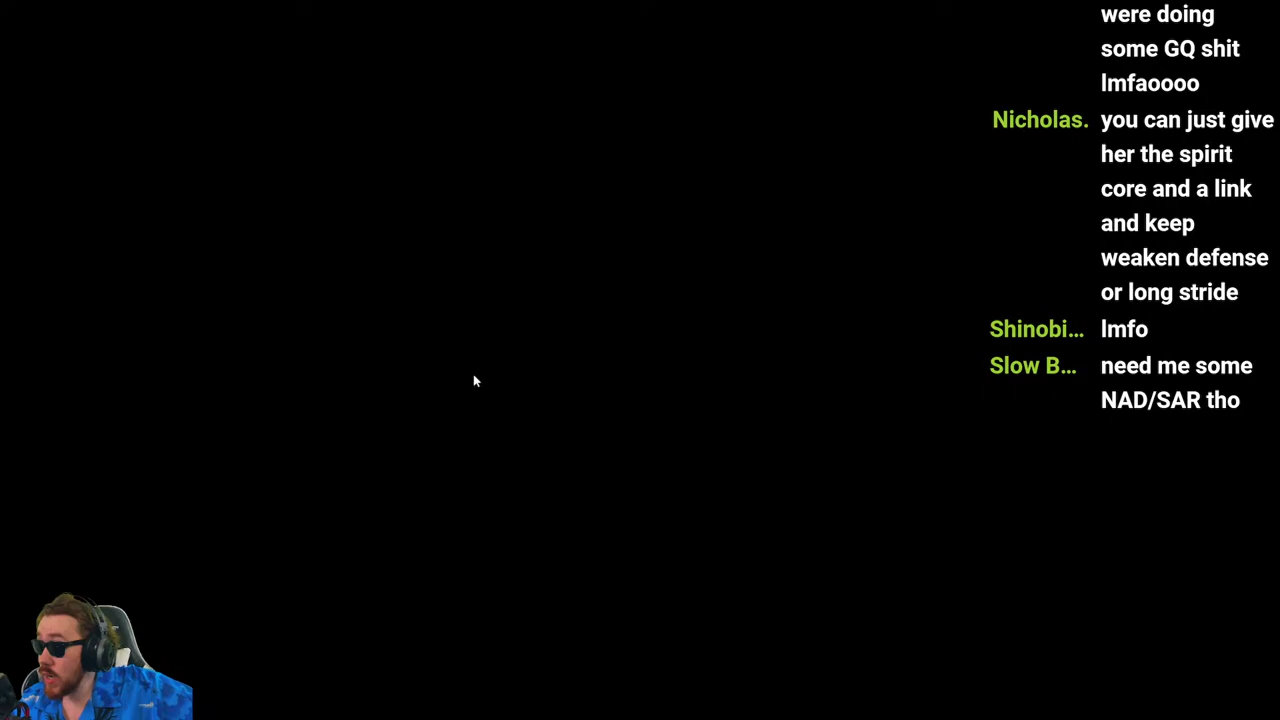 were doing
some GQ shit
lmfaoooo
Nicholas. you can just give
her the spirit
core and a link
and keep
weaken defense
or long stride
Shinobi… lmfo
Slow B… need me some
NAD/SAR tho